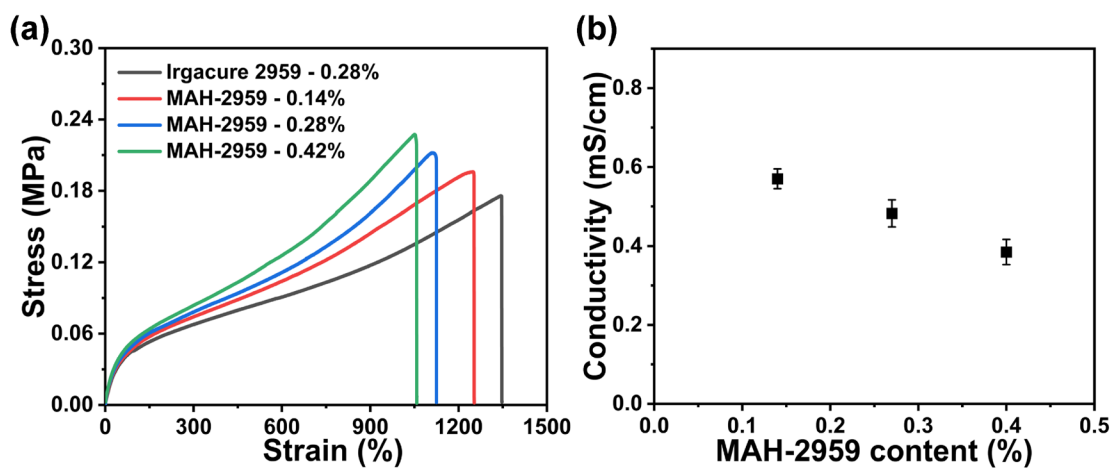 (a)
0.30
0.24
0.18
0.12
0.06
0.00
Stress (MPa)
Irgacure 2959 - 0.28%
MAH-2959 - 0.14%
MAH-2959 - 0.28%
MAH-2959 - 0.42%
0 300 600 900 1200 1500
Strain (%)
(b)
0.8
0.6
0.4
0.2
0.0
Conductivity (mS/cm)
0.0 0.1 0.2 0.3 0.4 0.5
MAH-2959 content (%)